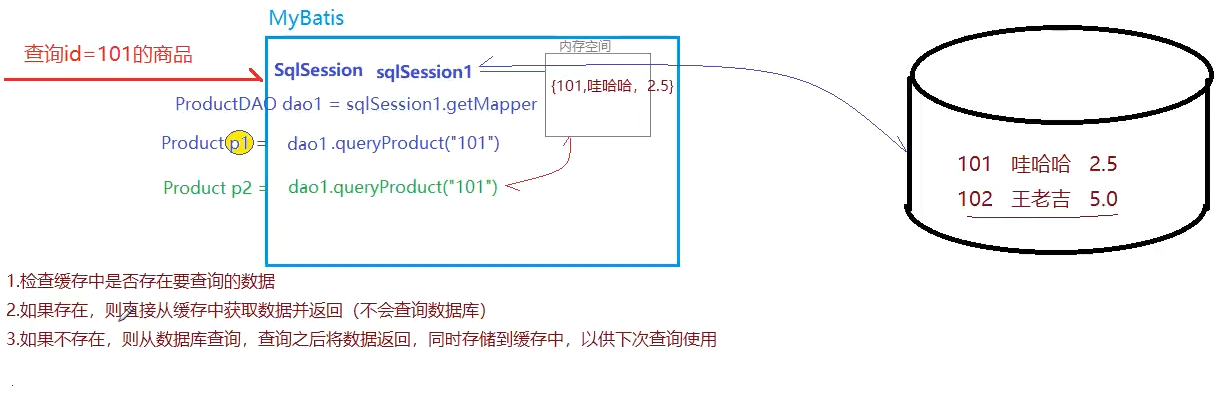 MyBatis
查询id=101的商品
内存空间
SqlSession sqlSession1
{101,哇哈哈，2.5}
ProductDAO dao1 = sqlSession1.getMapper
Product p1 = dao1.queryProduct("101")
Product p2 = dao1.queryProduct("101")
101 哇哈哈 2.5
102 王老吉 5.0
1.检查缓存中是否存在要查询的数据
2.如果存在，则直接从缓存中获取数据并返回（不会查询数据库）
3.如果不存在，则从数据库查询，查询之后将数据返回，同时存储到缓存中，以供下次查询使用